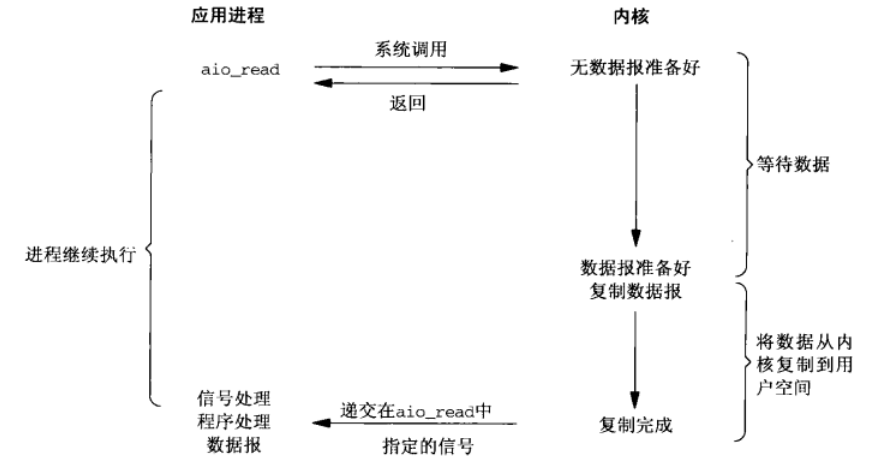 应用进程
内核
系统调用
aio_read
无数据报准备好
返回
等待数据
进程继续执行
数据报准备好
复制数据报
将数据从内
核复制到用
户空间
信号处理
程序处理
数据报
递交在aio_read中
指定的信号
复制完成